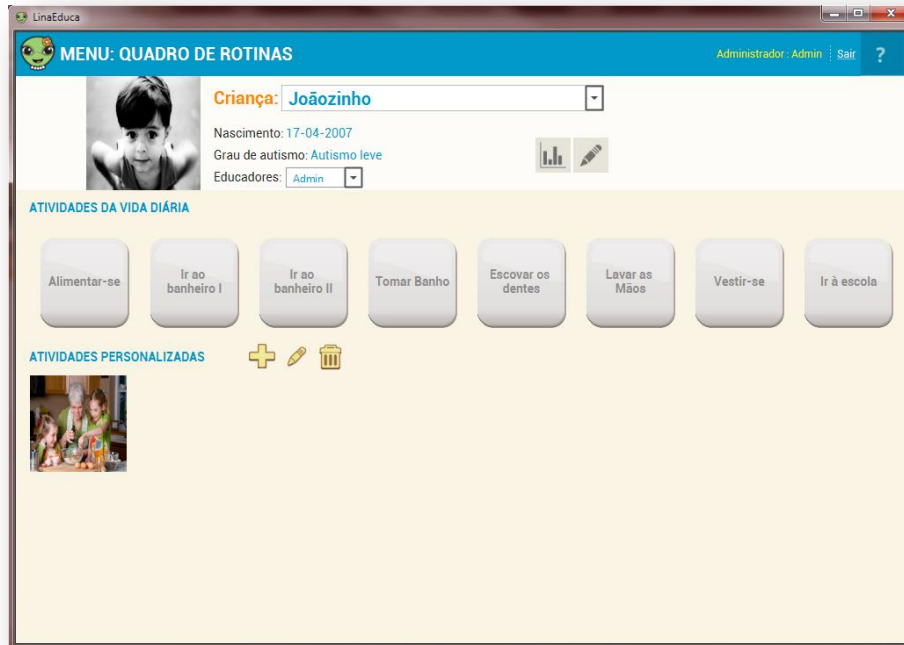 LinaEduca
MENU: QUADRO DE ROTINAS
Administrador: Admin Sair ?
Criança: Joãozinho
Nascimento: 17-04-2007
Grau de autismo: Autismo leve
Educadores: Admin
ATIVIDADES DA VIDA DIÁRIA
Alimentar-se
Ir ao
banheiro I
Ir ao
banheiro II
Tomar Banho
Escovar os
dentes
Lavar as
Mãos
Vestir-se
Ir à escola
ATIVIDADES PERSONALIZADAS